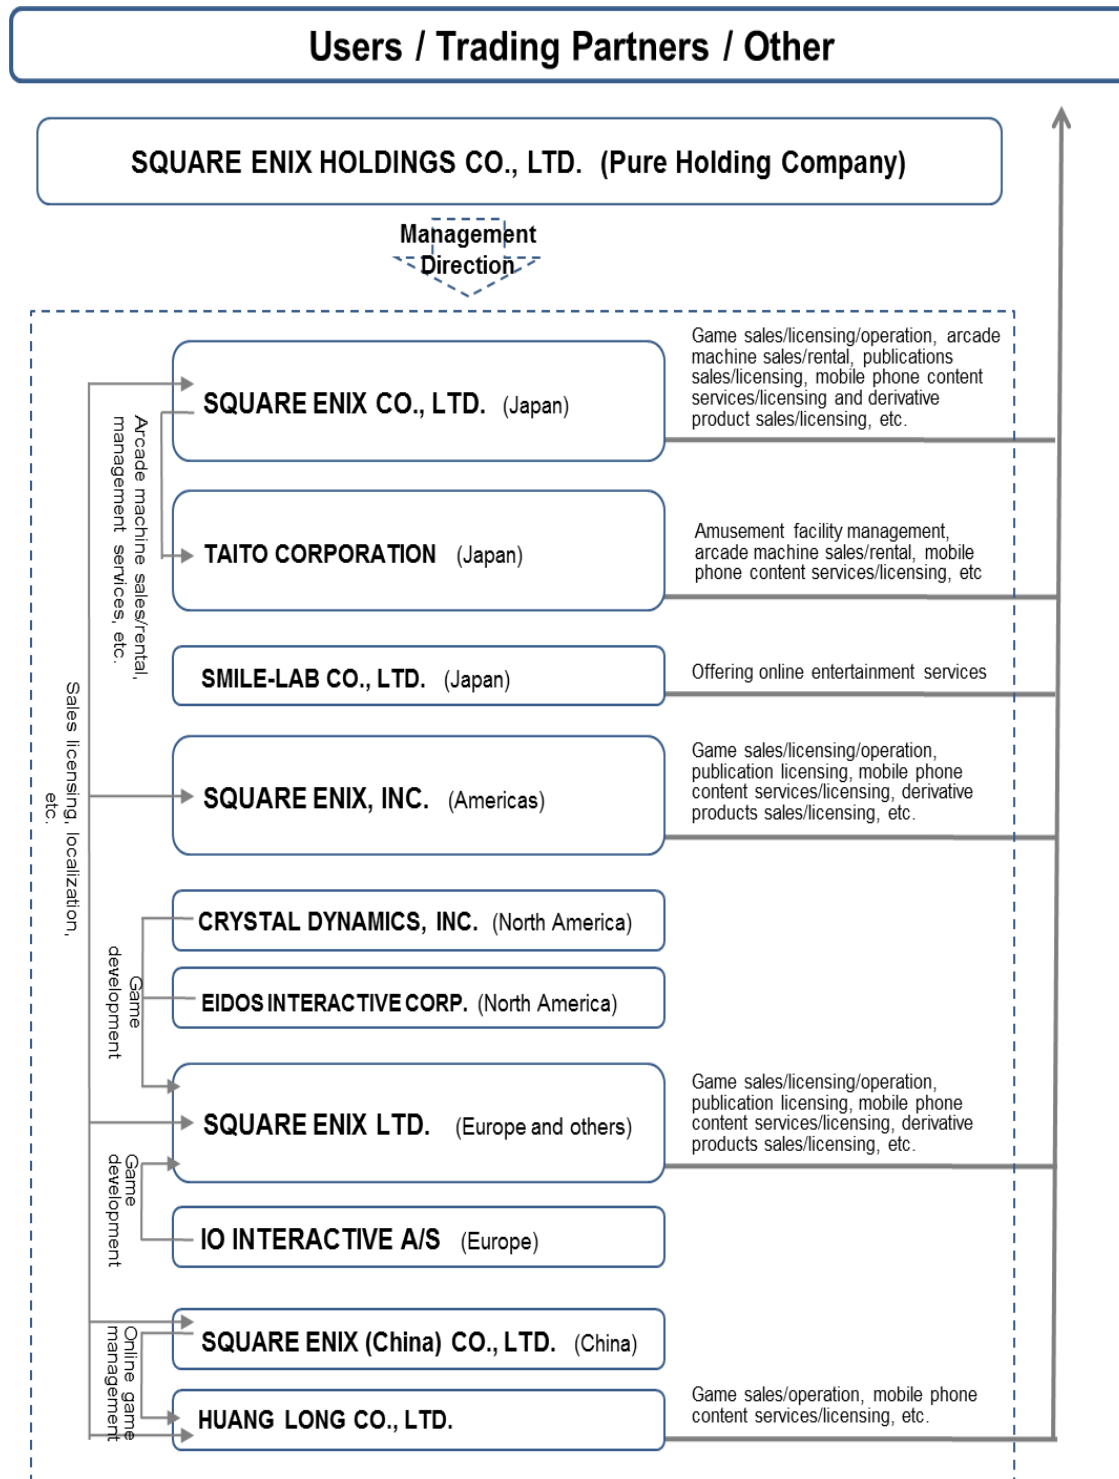 Users / Trading Partners / Other
SQUARE ENIX HOLDINGS CO., LTD. (Pure Holding Company)
Management
Direction
SQUARE ENIX CO., LTD. (Japan)
Game sales/licensing/operation, arcade
machine sales/rental, publications
sales/licensing, mobile phone content
services/licensing and derivative
product sales/licensing, etc.
Arcade machine sales/rental,
management services, etc.
TAITO CORPORATION (Japan)
Amusement facility management,
arcade machine sales/rental, mobile
phone content services/licensing, etc
SMILE-LAB CO., LTD. (Japan)
Offering online entertainment services
Sales licensing, localization,
etc.
SQUARE ENIX, INC. (Americas)
Game sales/licensing/operation,
publication licensing, mobile phone
content services/licensing, derivative
products sales/licensing, etc.
CRYSTAL DYNAMICS, INC. (North America)
Game
development
EIDOS INTERACTIVE CORP. (North America)
SQUARE ENIX LTD. (Europe and others)
Game sales/licensing/operation,
publication licensing, mobile phone
content services/licensing, derivative
products sales/licensing, etc.
Game
development
IO INTERACTIVE A/S (Europe)
SQUARE ENIX (China) CO., LTD. (China)
Online game
management
HUANG LONG CO., LTD.
Game sales/operation, mobile phone
content services/licensing, etc.